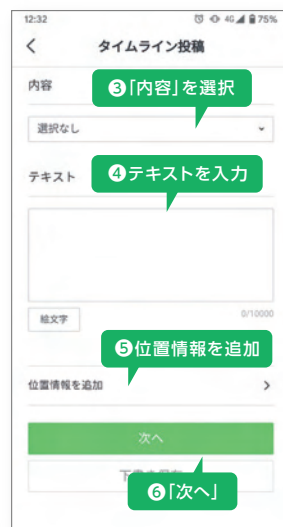 12:32 4G 75%
タイムライン投稿
内容
❸「内容」を選択
選択なし
テキスト
❹テキストを入力
絵文字
0/10000
❺位置情報を追加
位置情報を追加
次へ
❻「次へ」